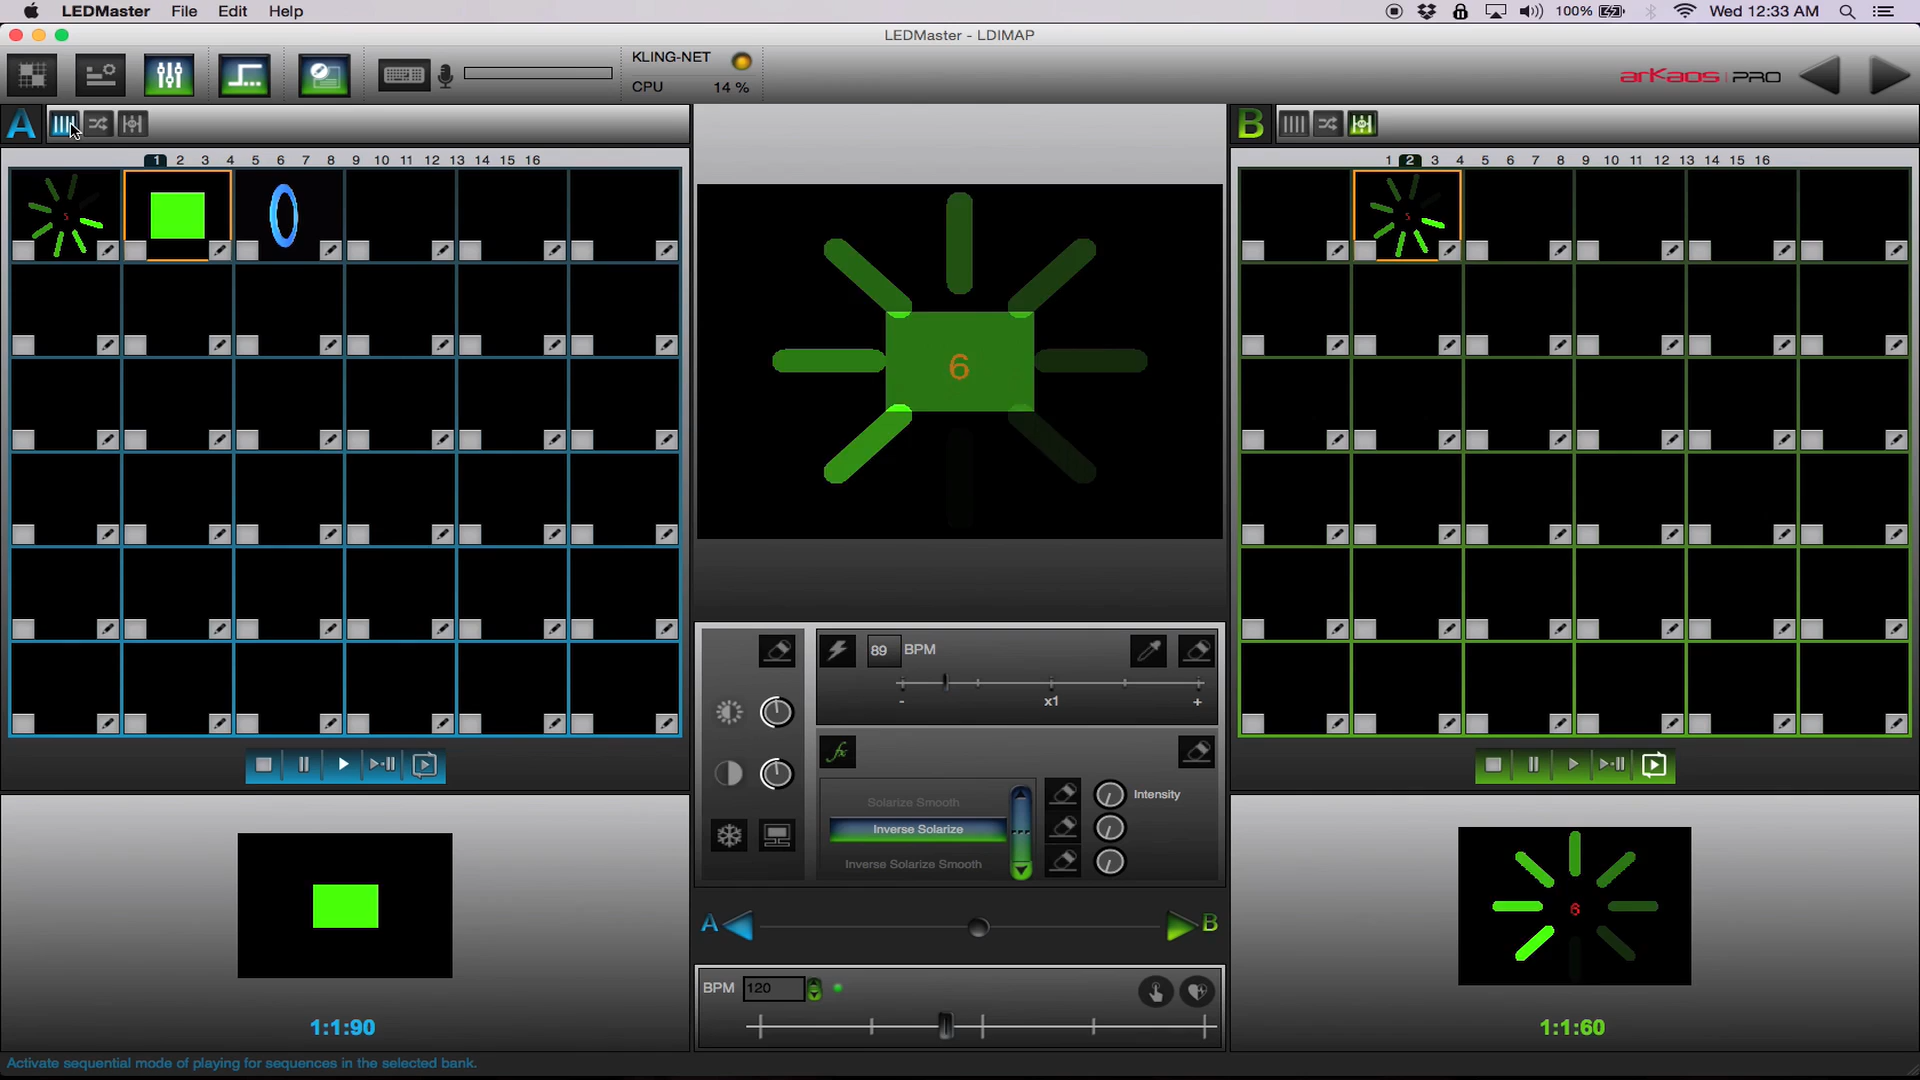 LEDMaster File Edit Help 100% Wed 12:33 AM
LEDMaster - LDIMAP
KLING-NET
CPU 14 %
arKaos PRO
A
B
1 2 3 4 5 6 7 8 9 10 11 12 13 14 15 16
1 2 3 4 5 6 7 8 9 10 11 12 13 14 15 16
5
5
6
89 BPM
- x1 +
fx
Solarize Smooth
Inverse Solarize
Inverse Solarize Smooth
Intensity
A B
BPM 120
6
1:1:90
1:1:60
Activate sequential mode of playing for sequences in the selected bank.